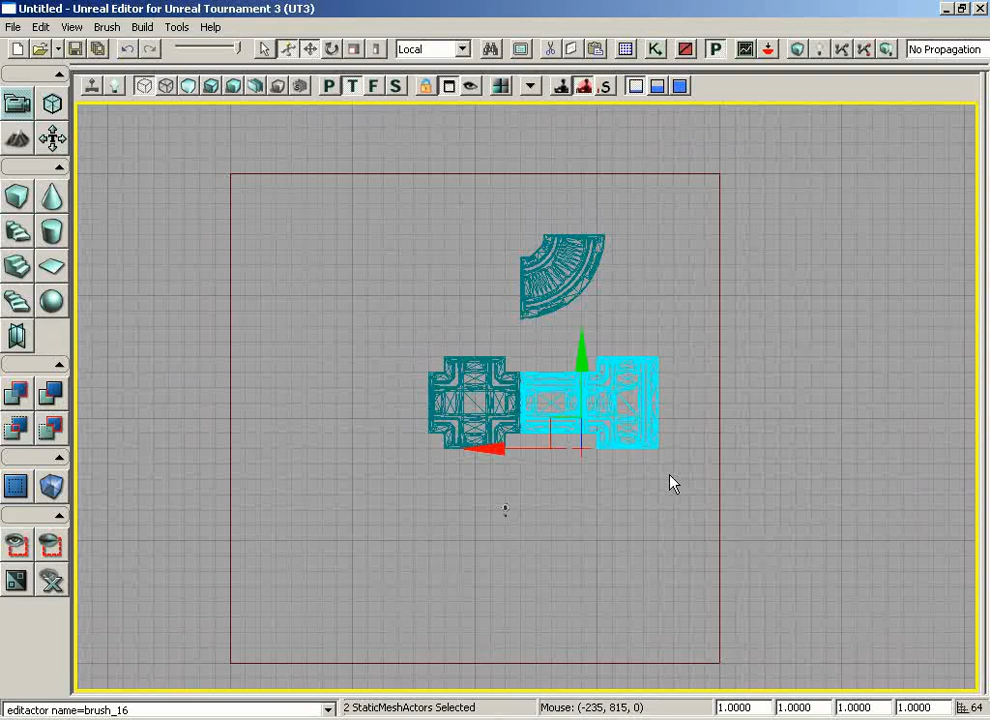 Untitled - Unreal Editor for Unreal Tournament 3 (UT3)
File Edit View Brush Build Tools Help
Local
P
No Propagation
P T F S
S
editactor name=brush_16
2 StaticMeshActors Selected
Mouse: (-235, 815, 0)
1.0000 1.0000 1.0000 1.0000 64